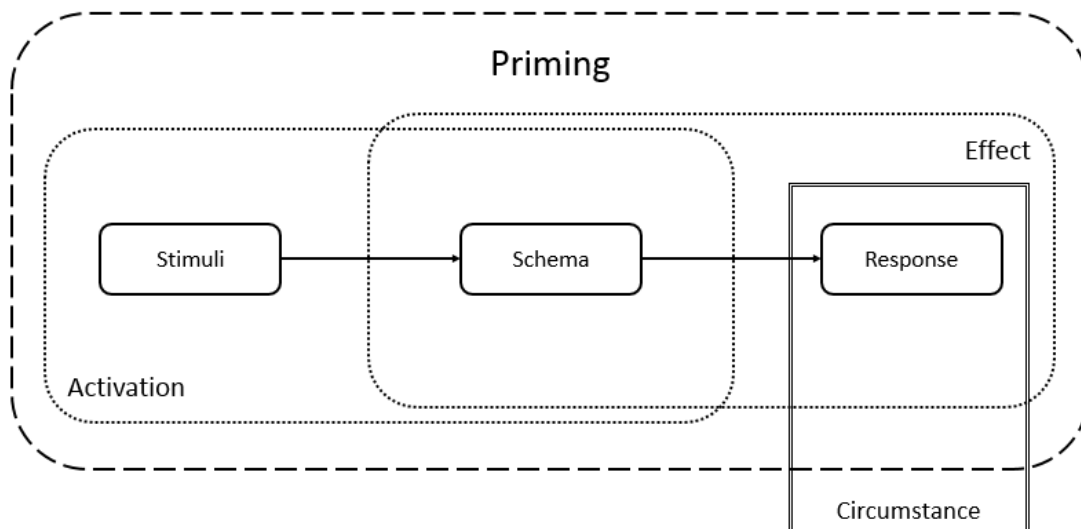 Priming
Effect
Stimuli
Schema
Response
Activation
Circumstance